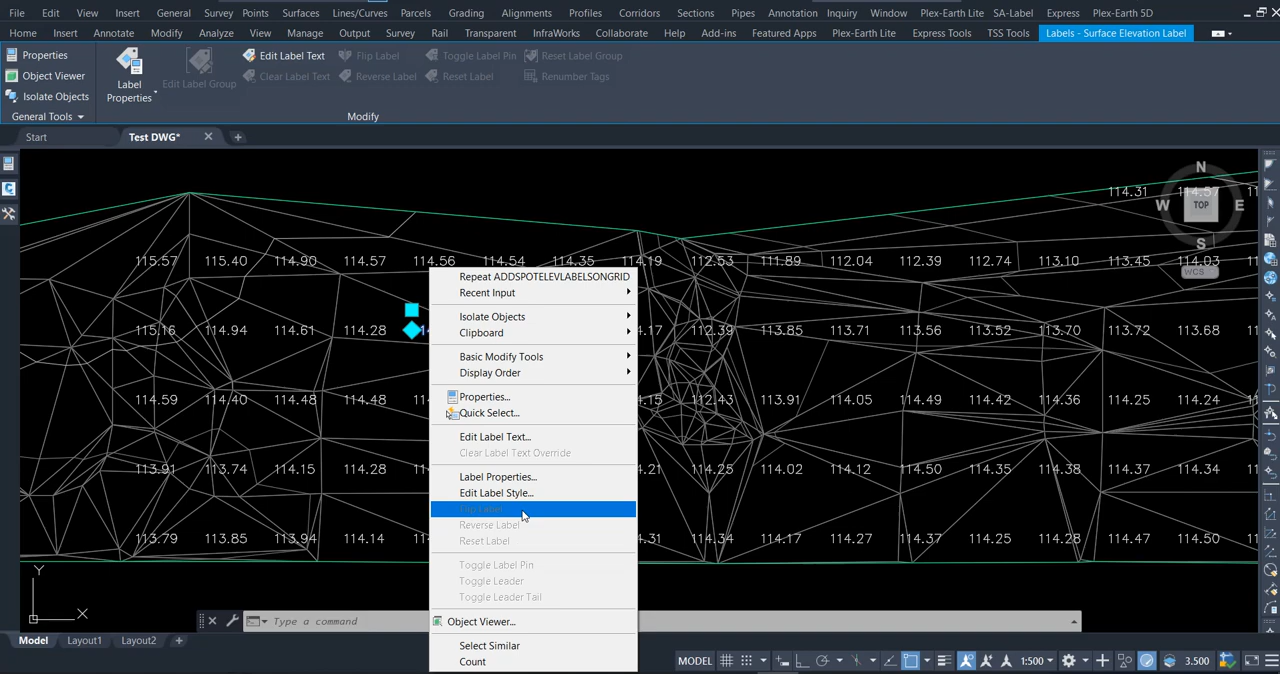 File Edit View Insert General Survey Points Surfaces Lines/Curves Parcels Grading Alignments Profiles Corridors Sections Pipes Annotation Inquiry Window Plex-Earth Lite SA-Label Express Plex-Earth 5D
Home Insert Annotate Modify Analyze View Manage Output Survey Rail Transparent InfraWorks Collaborate Help Add-ins Featured Apps Plex-Earth Lite Express Tools TSS Tools Labels - Surface Elevation Label
Properties
Object Viewer
Isolate Objects
General Tools
Label
Properties
Edit Label Group
Edit Label Text Flip Label Toggle Label Pin Reset Label Group
Clear Label Text Reverse Label Reset Label Renumber Tags
Modify
Start Test DWG*
N
W TOP E
S
WCS
114.31 114.57
115.57 115.40 114.90 114.57 114.56 114.54 114.35 114.19 112.53 111.89 112.04 112.39 112.74 113.10 113.45 114.03
115.16 114.94 114.61 114.28 .17 112.39 113.85 113.71 113.56 113.52 113.70 113.72 113.68
114.59 114.40 114.48 114.48 .15 112.43 113.91 114.05 114.49 114.42 114.36 114.25 114.24
113.91 113.74 114.15 114.28 .21 114.25 114.02 114.12 114.50 114.35 114.38 114.37 114.34
113.79 113.85 113.94 114.14 .31 114.34 114.17 114.27 114.37 114.25 114.29 114.47 114.50
Repeat ADDSPOTELEVLABELSONGRID
Recent Input
Isolate Objects
Clipboard
Basic Modify Tools
Display Order
Properties...
Quick Select...
Edit Label Text...
Clear Label Text Override
Label Properties...
Edit Label Style...
Flip Label
Reverse Label
Reset Label
Toggle Label Pin
Toggle Leader
Toggle Leader Tail
Object Viewer...
Select Similar
Count
Y
X
Type a command
Model Layout1 Layout2
MODEL 1:500 3.500